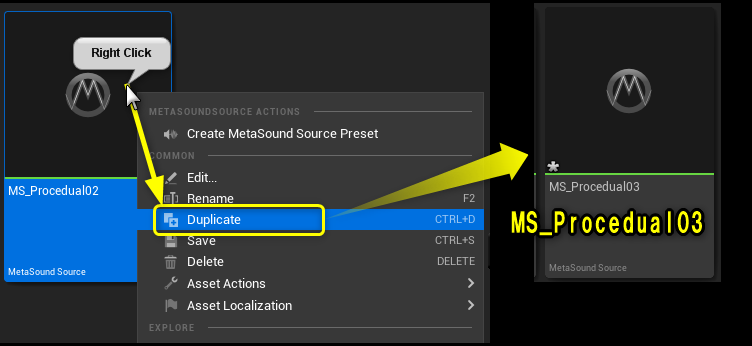 Right Click
METASOUNDSOURCE ACTIONS
Create MetaSound Source Preset
COMMON
Edit...
Rename F2
Duplicate CTRL+D
Save CTRL+S
Delete DELETE
Asset Actions
Asset Localization
EXPLORE
MS_Procedual02
MetaSound Source
*
MS_Procedual03
MS_Procedual03
MetaSound Source